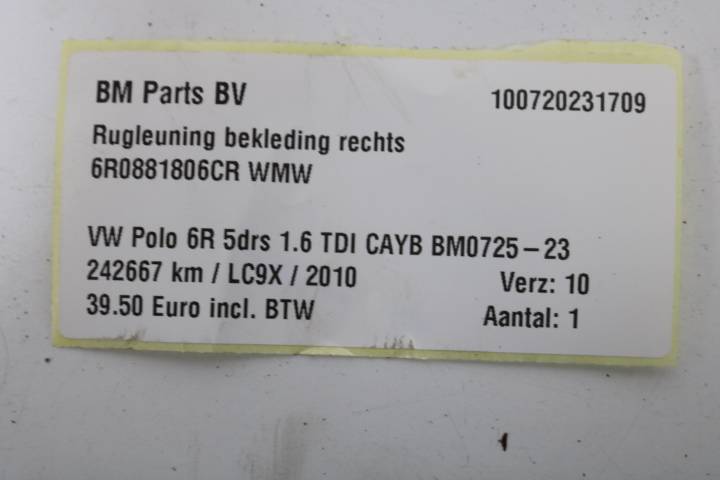 BM Parts BV 100720231709
Rugleuning bekleding rechts
6R0881806CR WMW
VW Polo 6R 5drs 1.6 TDI CAYB BM0725-23
242667 km / LC9X / 2010 Verz: 10
39.50 Euro incl. BTW Aantal: 1